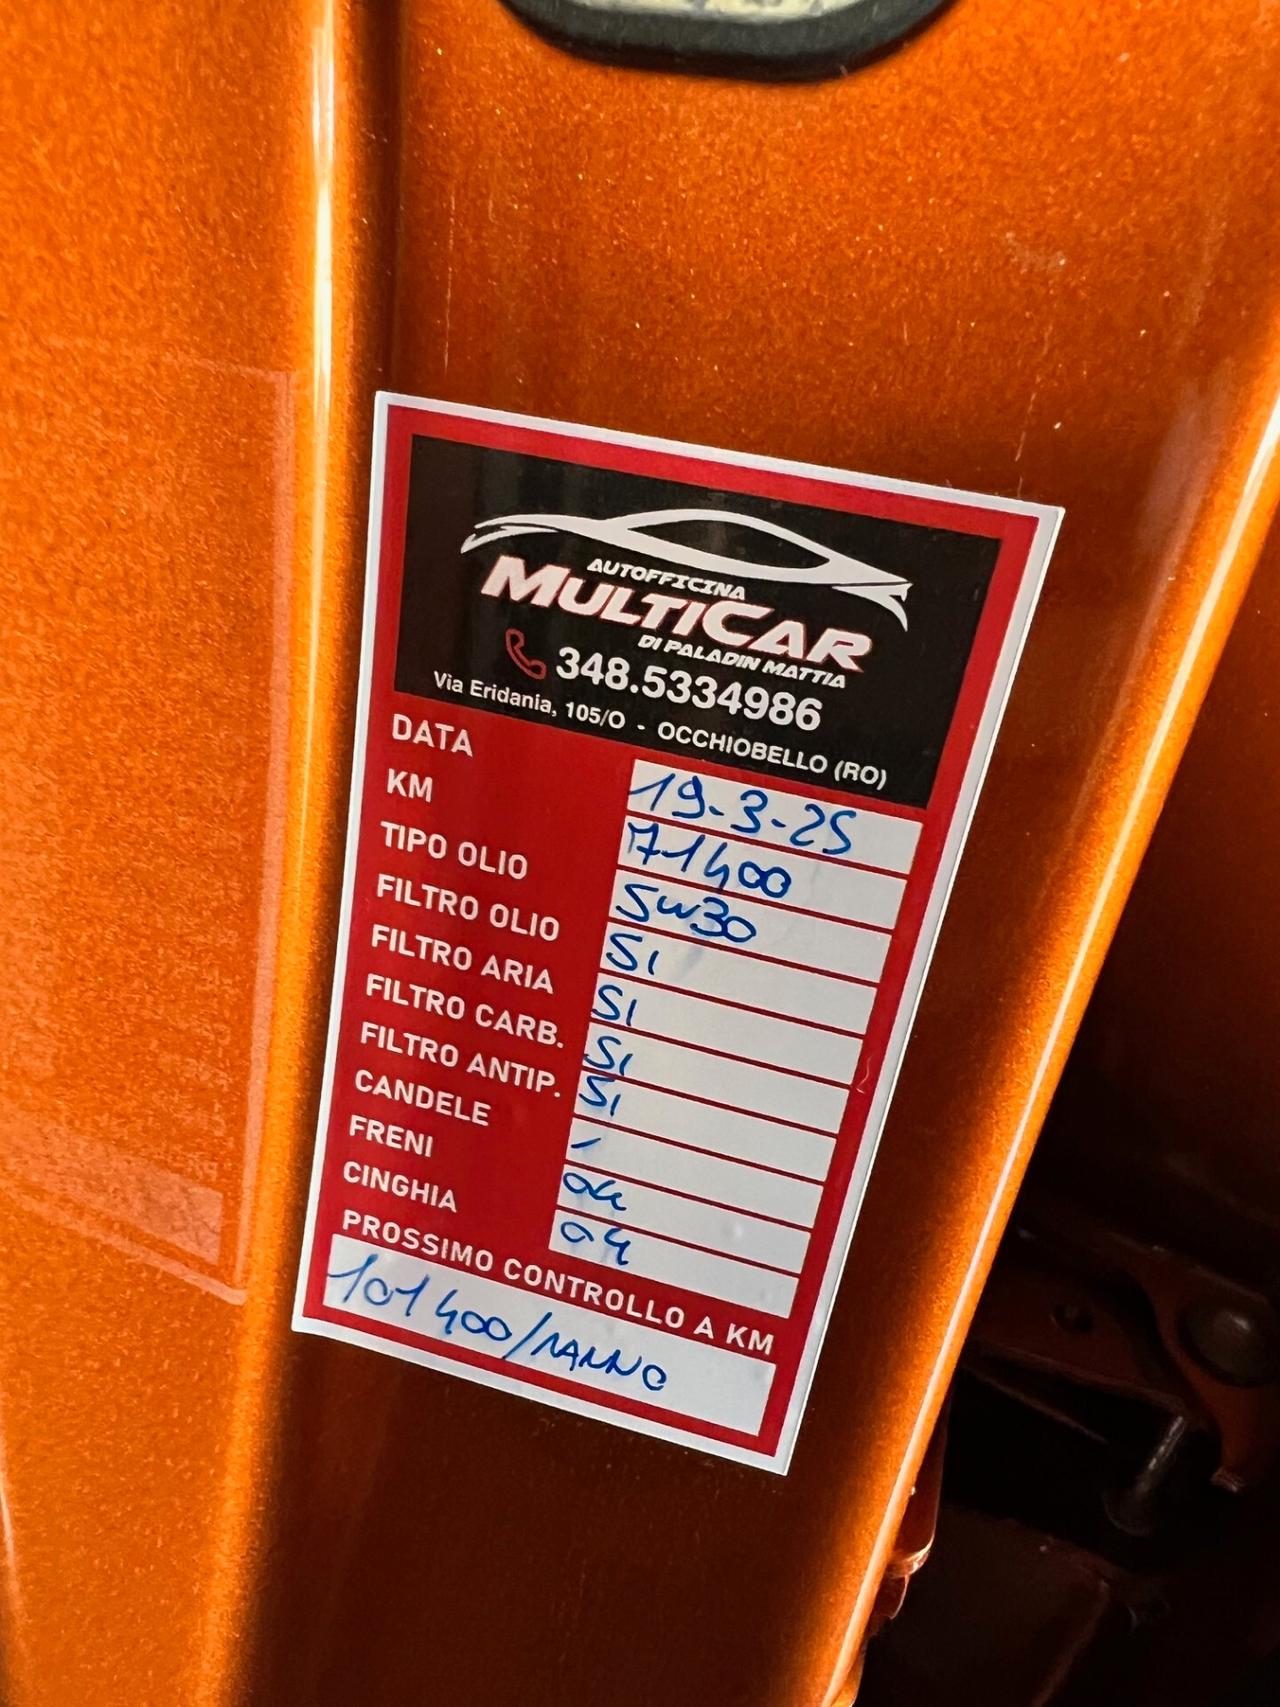 AUTOFFICINA
MULTICAR
DI PALADIN MATTIA
348.5334986
Via Eridania, 105/O - OCCHIOBELLO (RO)
DATA 19-3-25
KM 71400
TIPO OLIO 5W30
FILTRO OLIO SI
FILTRO ARIA SI
FILTRO CARB. SI
FILTRO ANTIP. SI
CANDELE /
FRENI OK
CINGHIA OK
PROSSIMO CONTROLLO A KM
101400/1ANNO